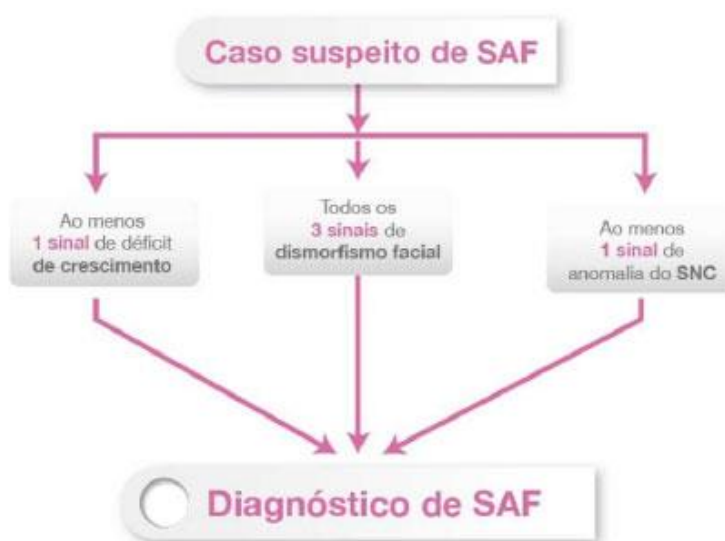 Caso suspeito de SAF
Ao menos
1 sinal de déficit
de crescimento
Todos os
3 sinais de
dismorfismo facial
Ao menos
1 sinal de
anomalia do SNC
Diagnóstico de SAF